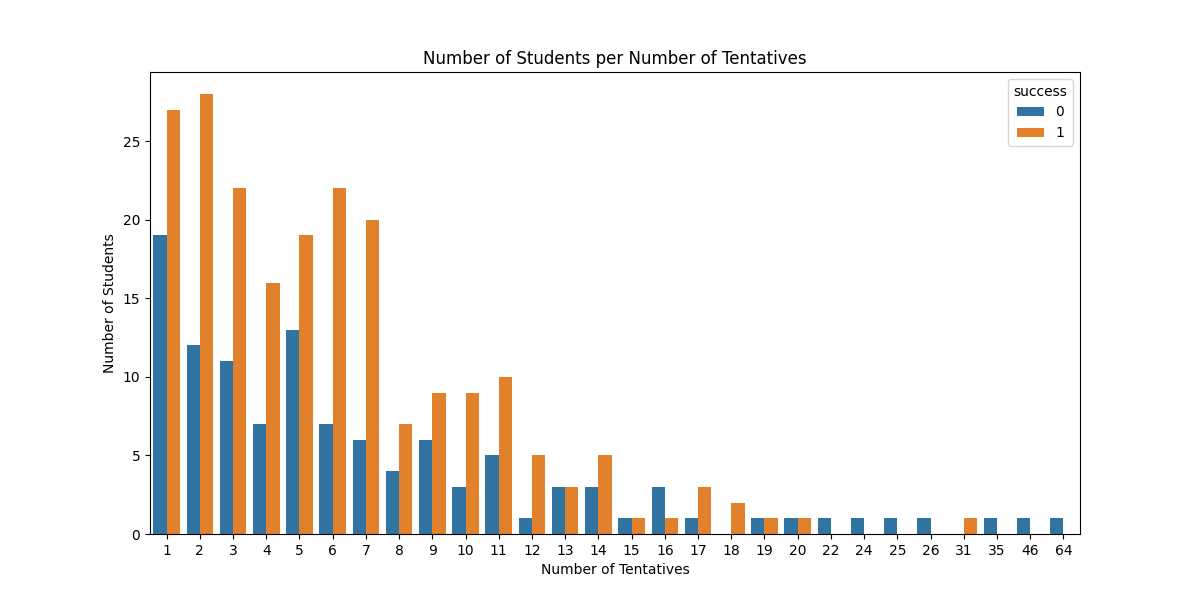 Number of Students per Number of Tentatives
success
0
1
Number of Students
25
20
15
10
5
0
1 2 3 4 5 6 7 8 9 10 11 12 13 14 15 16 17 18 19 20 22 24 25 26 31 35 46 64
Number of Tentatives